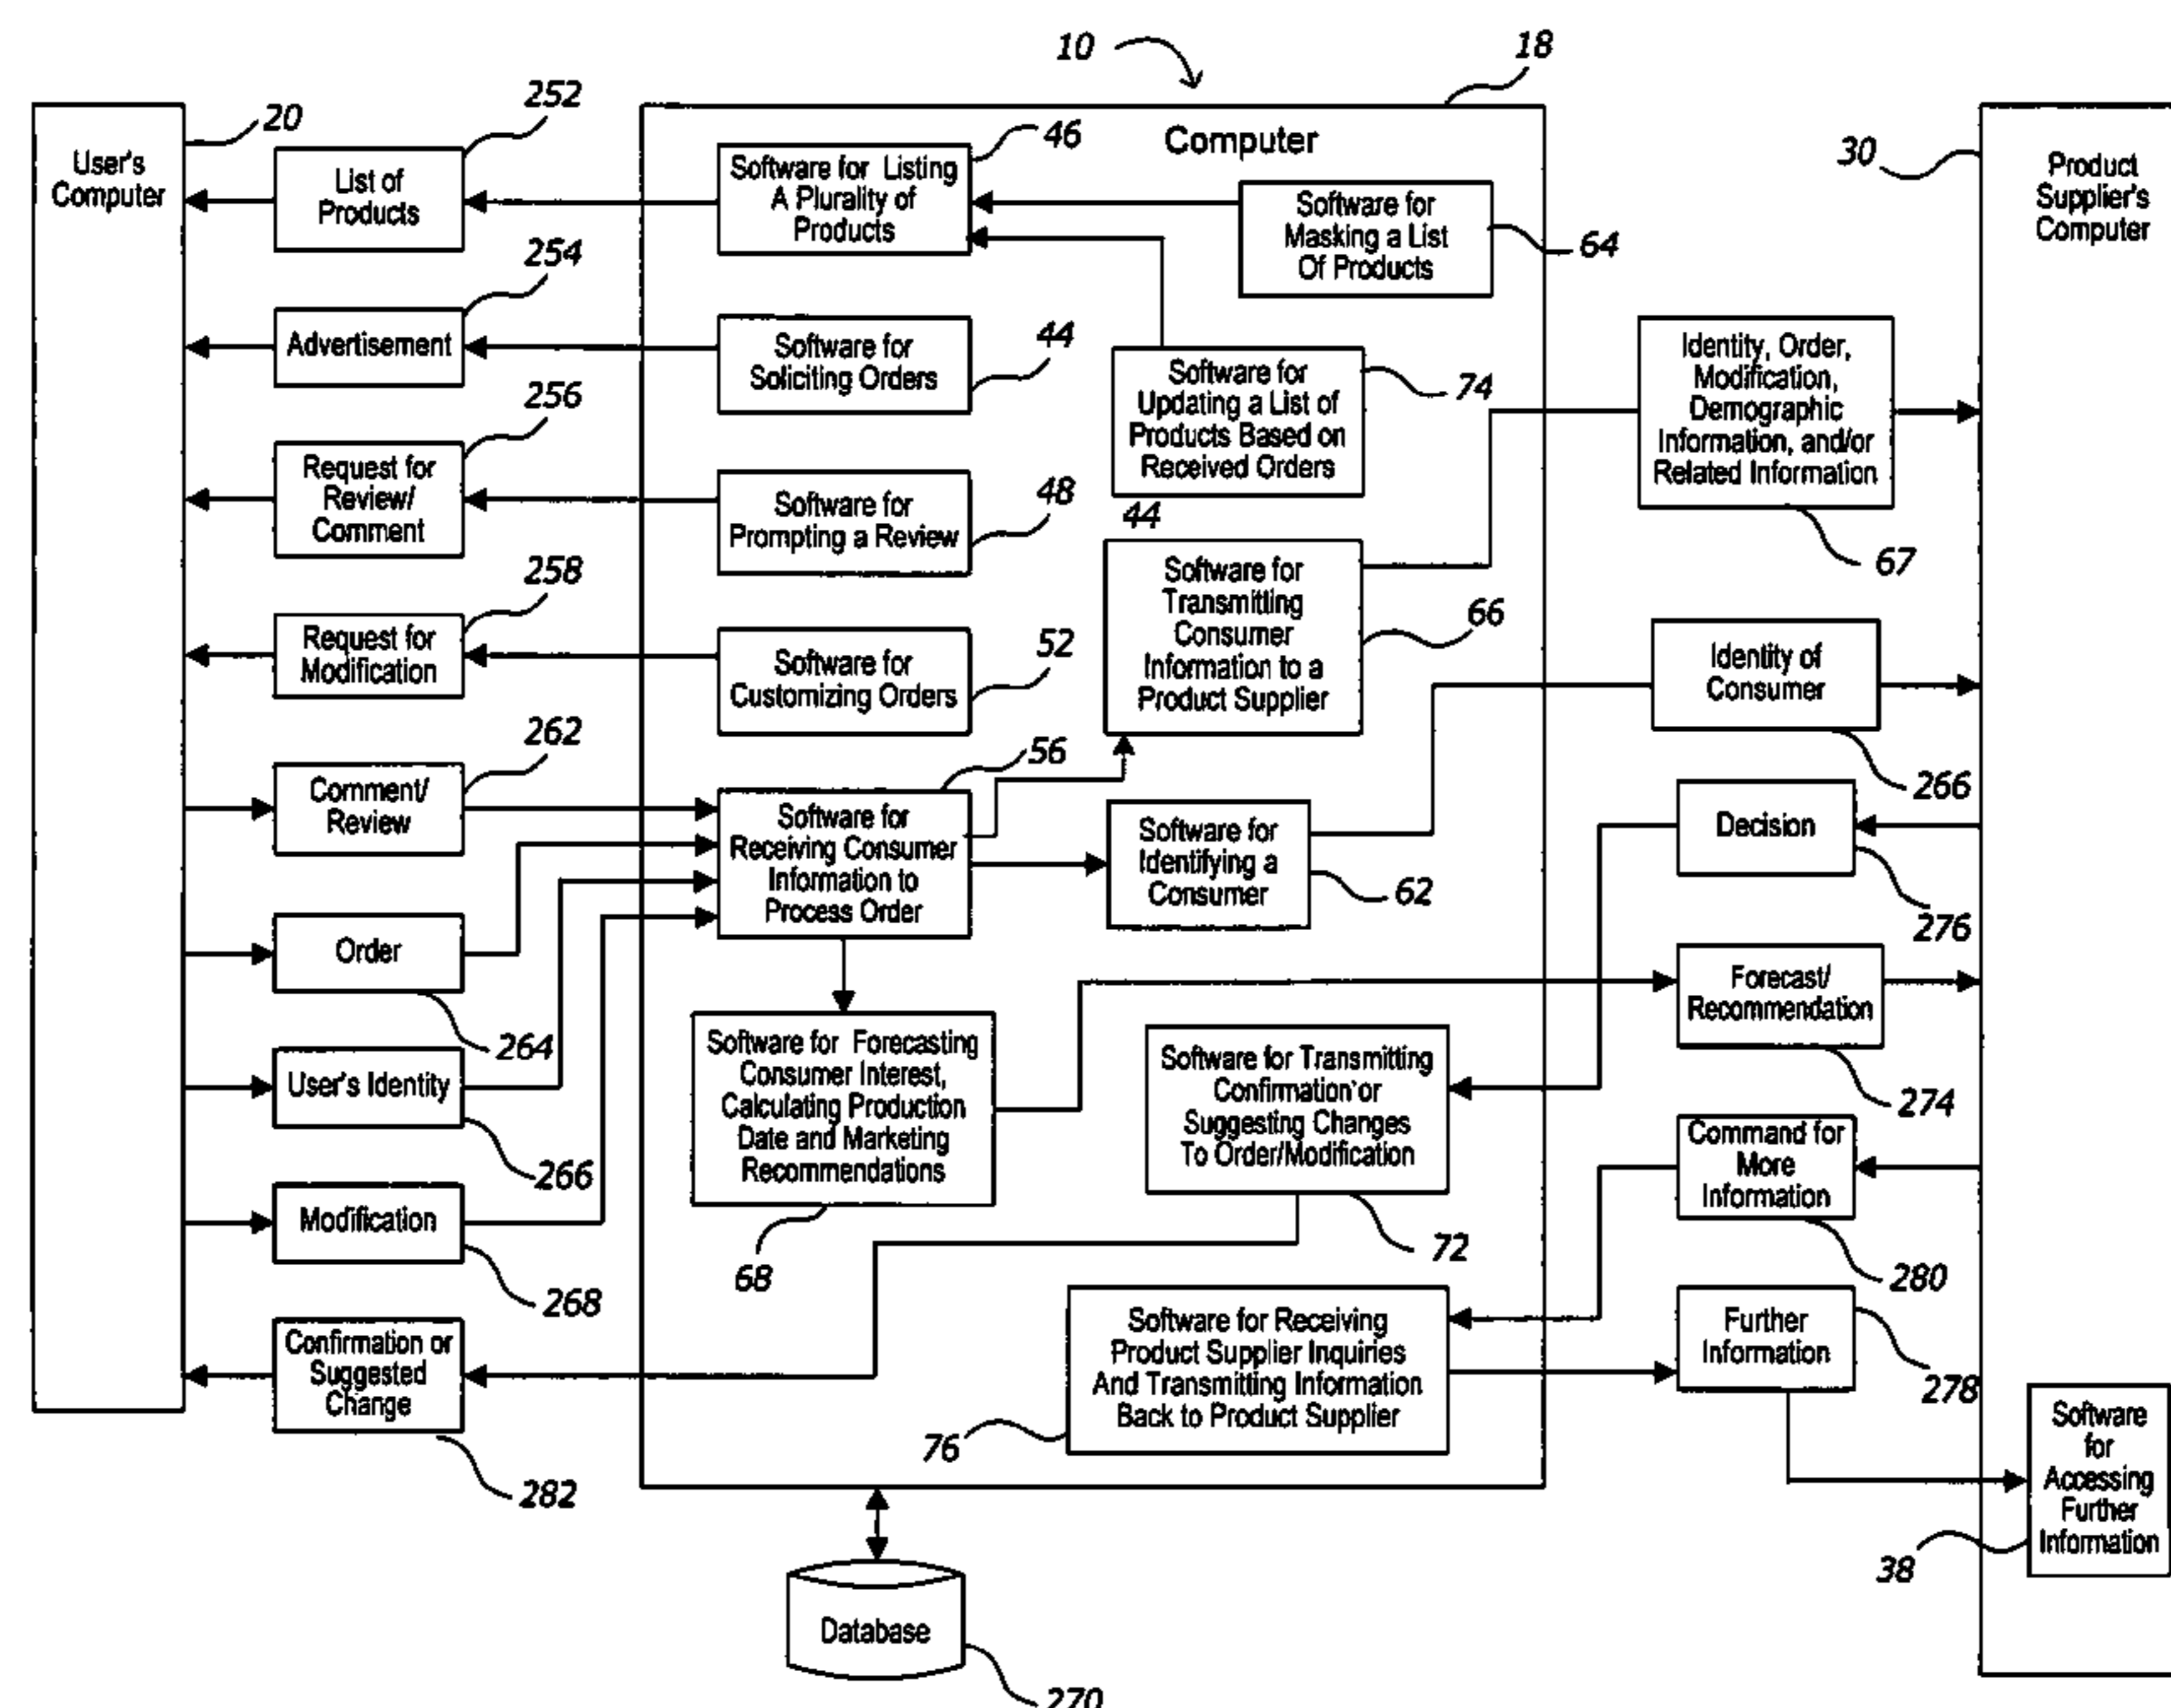 10
18
20
User's
Computer
252
List of
Products
254
Advertisement
256
Request for
Review/
Comment
258
Request for
Modification
262
Comment/
Review
Order
264
User's Identity
266
Modification
268
Confirmation or
Suggested
Change
282
Computer
46
Software for Listing
A Plurality of
Products
Software for
Masking a List
Of Products
64
Software for
Soliciting Orders
44
Software for
Updating a List of
Products Based on
Received Orders
74
44
Software for
Prompting a Review
48
Software for
Transmitting
Consumer
Information to a
Product Supplier
66
Software for
Customizing Orders
52
56
Software for
Receiving Consumer
Information to
Process Order
Software for
Identifying a
Consumer
62
Software for Forecasting
Consumer Interest,
Calculating Production
Date and Marketing
Recommendations
68
Software for Transmitting
Confirmation or
Suggesting Changes
To Order/Modification
72
Software for Receiving
Product Supplier Inquiries
And Transmitting Information
Back to Product Supplier
76
Database
270
30
Product
Supplier's
Computer
Identity, Order,
Modification,
Demographic
Information, and/or
Related Information
67
Identity of
Consumer
266
Decision
276
Forecast/
Recommendation
274
Command for
More
Information
280
Further
Information
278
Software
for
Accessing
Further
Information
38